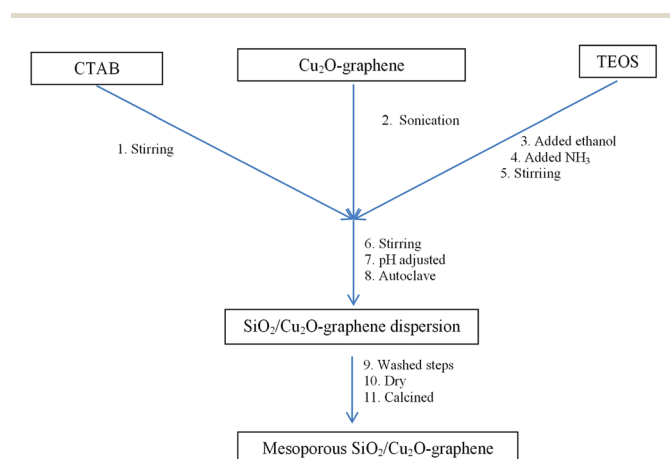 CTAB
Cu₂O-graphene
TEOS
1. Stirring
2. Sonication
3. Added ethanol
4. Added NH₃
5. Stirriing
6. Stirring
7. pH adjusted
8. Autoclave
SiO₂/Cu₂O-graphene dispersion
9. Washed steps
10. Dry
11. Calcined
Mesoporous SiO₂/Cu₂O-graphene